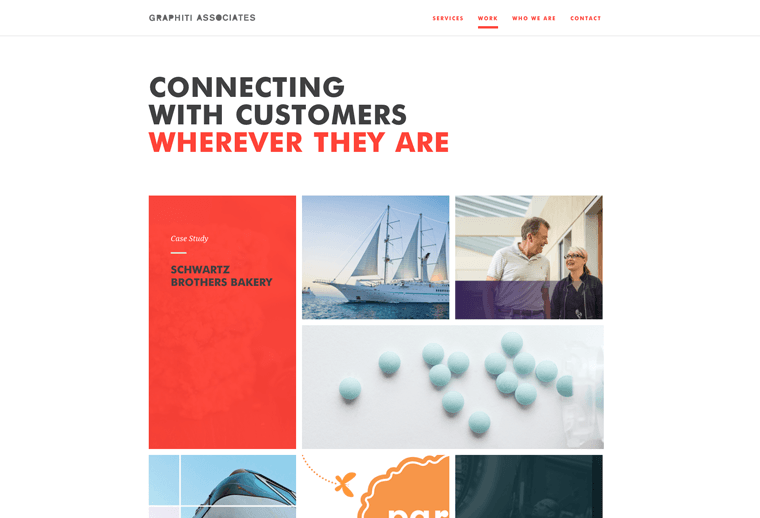 GRAPHITI ASSOCIATES
SERVICES
WORK
WHO WE ARE
CONTACT
CONNECTING
WITH CUSTOMERS
WHEREVER THEY ARE
Case Study
SCHWARTZ
BROTHERS BAKERY